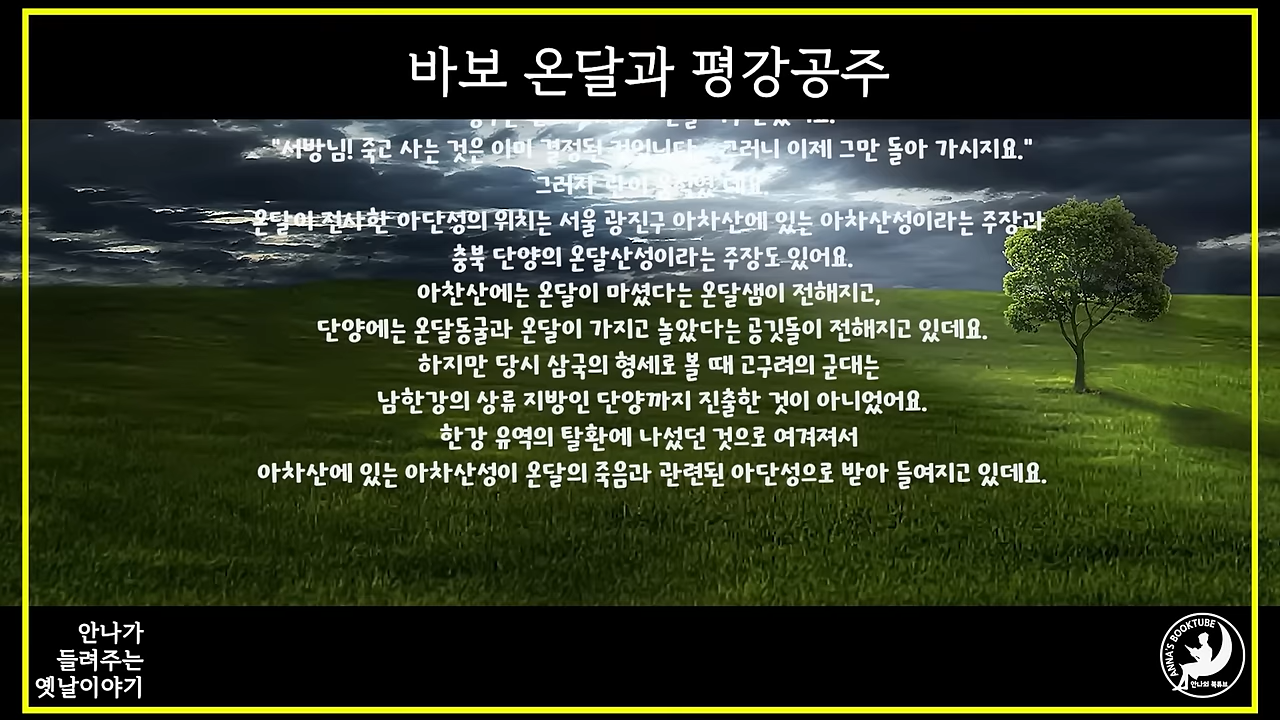 바보 온달과 평강공주
"서방님! 죽고 사는 것은 이미 결정된 것입니다. 그러니 이제 그만 돌아 가시지요."
그러자 관이
온달이 전사한 아단성의 위치는 서울 광진구 아차산에 있는 아차산성이라는 주장과
충북 단양의 온달산성이라는 주장도 있어요.
아찬산에는 온달이 마셨다는 온달샘이 전해지고,
단양에는 온달동굴과 온달이 가지고 놀았다는 공깃돌이 전해지고 있데요.
하지만 당시 삼국의 형세로 볼 때 고구려의 군대는
남한강의 상류 지방인 단양까지 진출한 것이 아니었어요.
한강 유역의 탈환에 나섰던 것으로 여겨져서
아차산에 있는 아차산성이 온달의 죽음과 관련된 아단성으로 받아 들여지고 있데요.
안나가
들려주는
옛날이야기
ANNA'S BOOKTUBE
안나의 북튜브